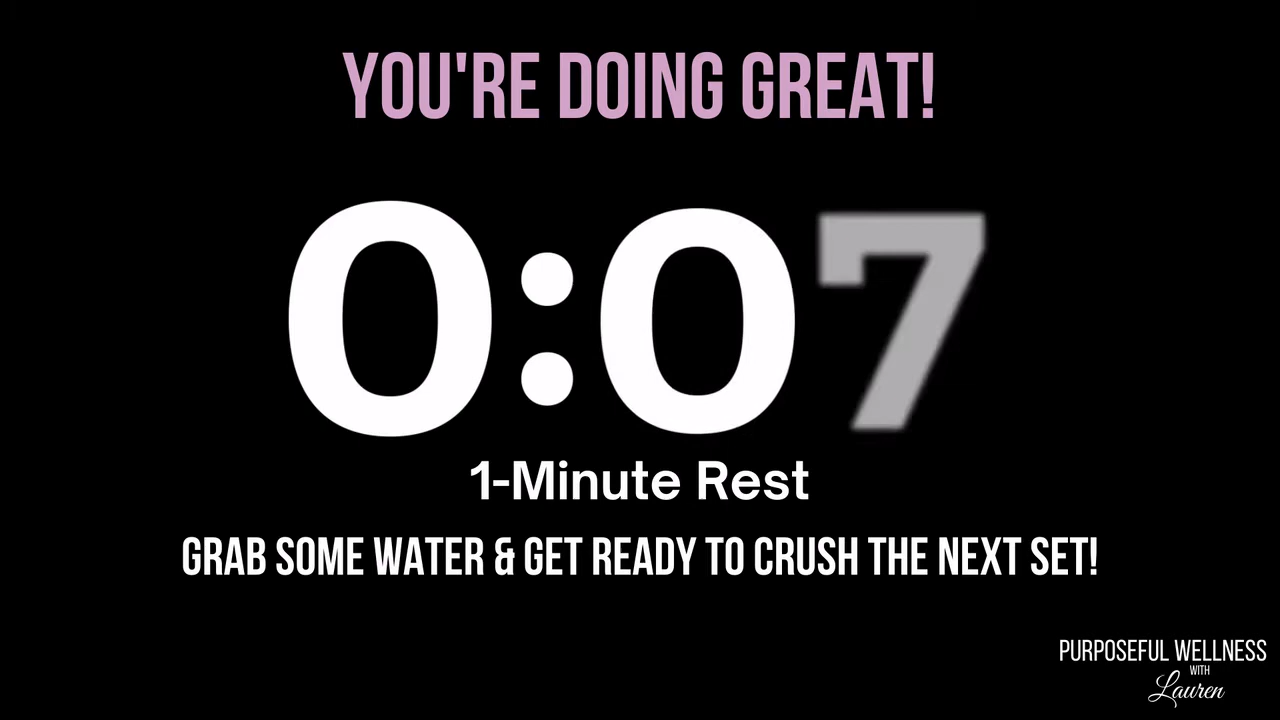 YOU'RE DOING GREAT!
0:07
1-Minute Rest
GRAB SOME WATER & GET READY TO CRUSH THE NEXT SET!
PURPOSEFUL WELLNESS
WITH
Lauren